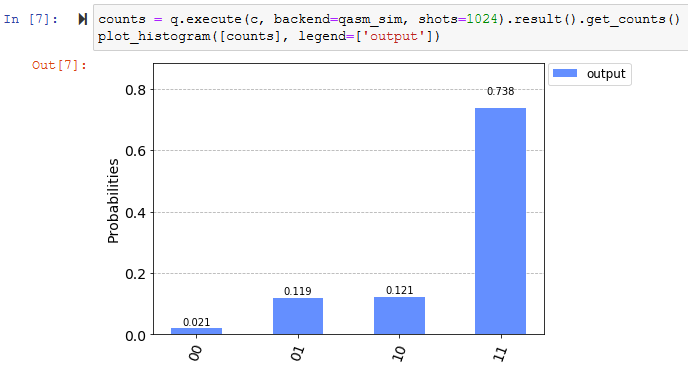 In [7]:
counts = q.execute(c, backend=qasm_sim, shots=1024).result().get_counts()
plot_histogram([counts], legend=['output'])
Out[7]:
output
0.8
0.6
0.4
0.2
0.0
Probabilities
0.021
0.119
0.121
0.738
00
01
10
11